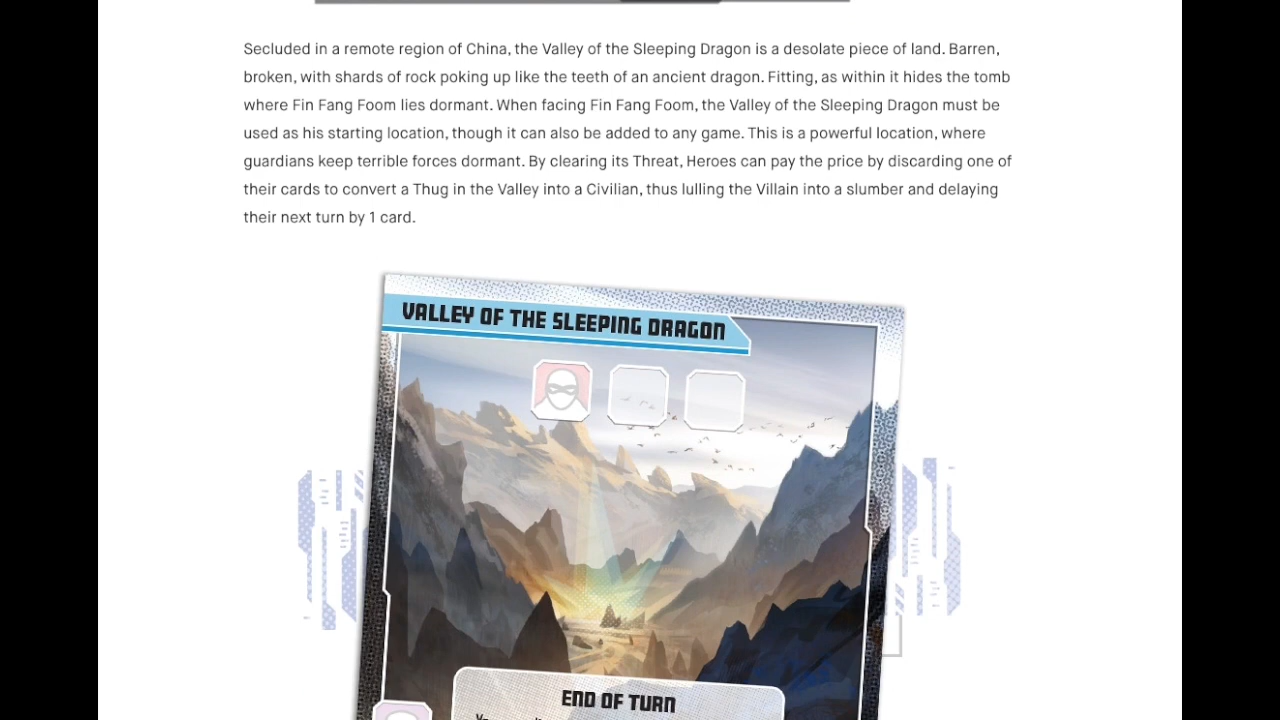 Secluded in a remote region of China, the Valley of the Sleeping Dragon is a desolate piece of land. Barren,
broken, with shards of rock poking up like the teeth of an ancient dragon. Fitting, as within it hides the tomb
where Fin Fang Foom lies dormant. When facing Fin Fang Foom, the Valley of the Sleeping Dragon must be
used as his starting location, though it can also be added to any game. This is a powerful location, where
guardians keep terrible forces dormant. By clearing its Threat, Heroes can pay the price by discarding one of
their cards to convert a Thug in the Valley into a Civilian, thus lulling the Villain into a slumber and delaying
their next turn by 1 card.
VALLEY OF THE SLEEPING DRAGON
END OF TURN